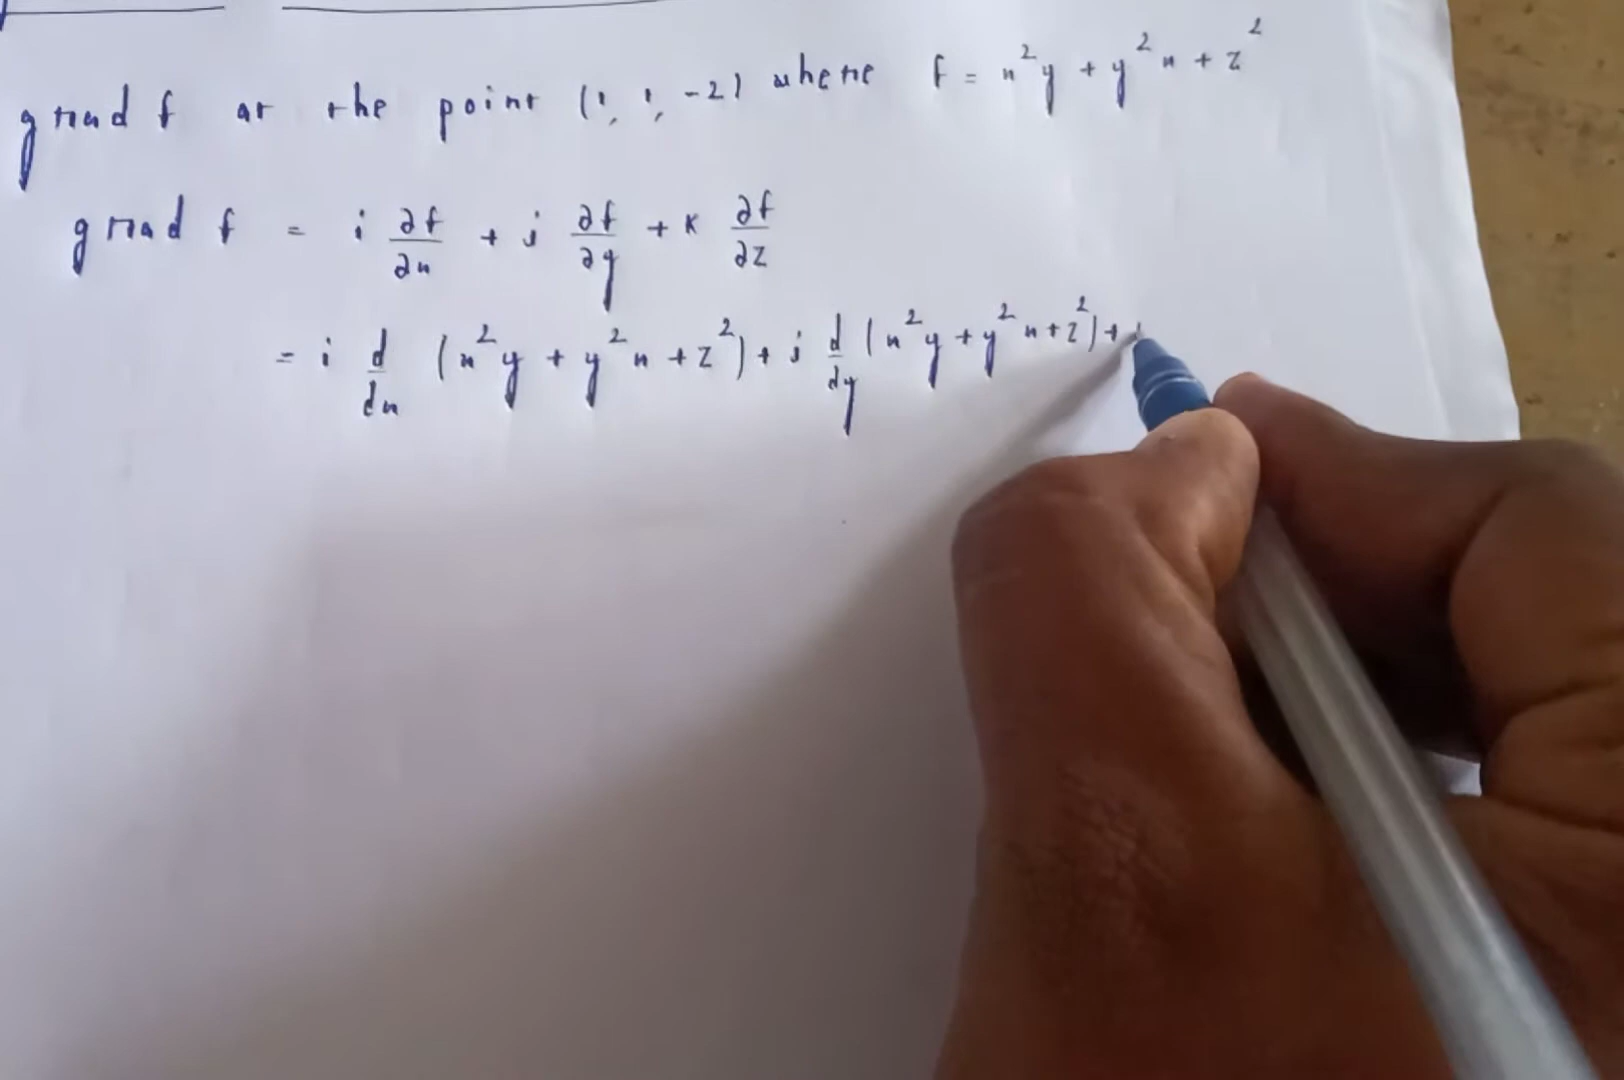 grad f at the point (1, 1, -2) where f = x²y + y²x + z²
grad f = i ∂f/∂x + j ∂f/∂y + k ∂f/∂z
= i d/dx (x²y + y²x + z²) + j d/dy (x²y + y²x + z²) +